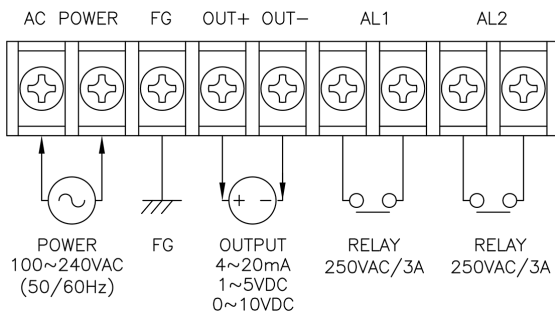 AC POWER FG OUT+ OUT− AL1 AL2
+ −
POWER FG OUTPUT RELAY RELAY
100~240VAC 4~20mA 250VAC/3A 250VAC/3A
(50/60Hz) 1~5VDC
0~10VDC